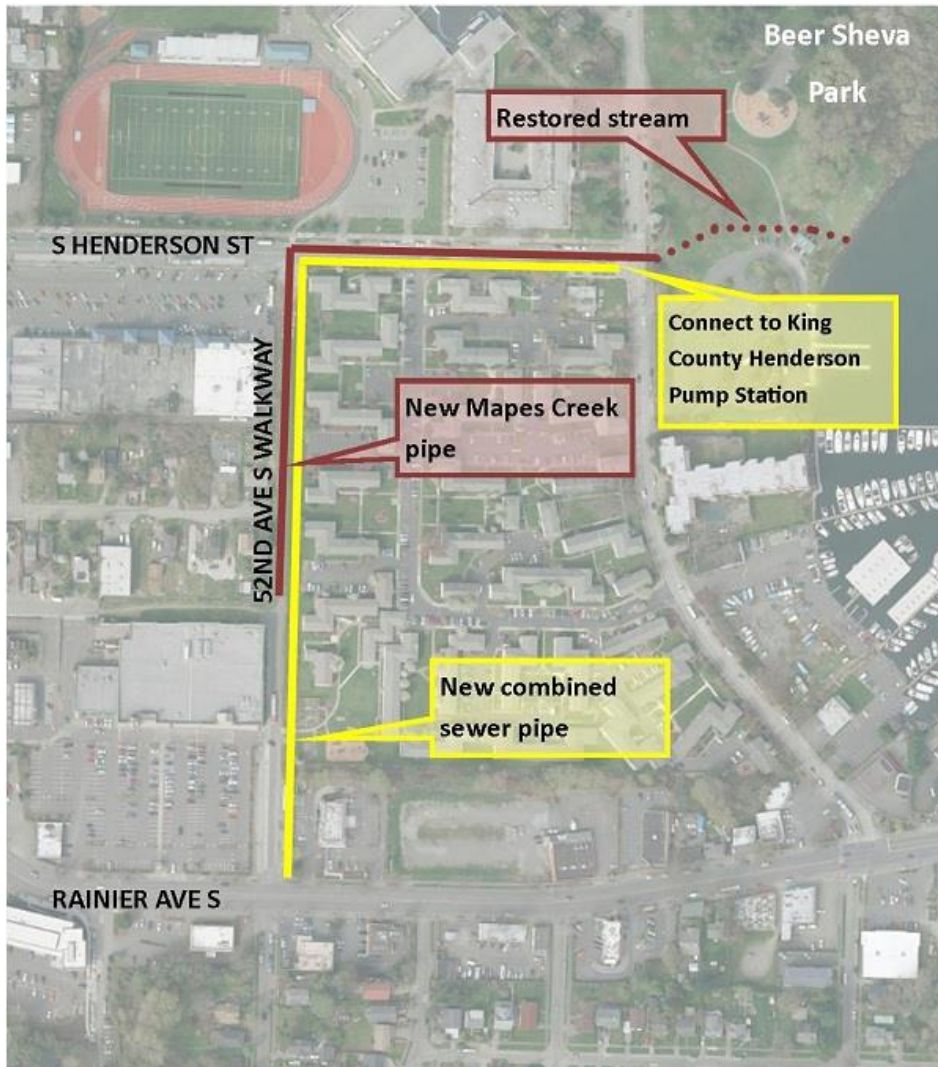 Beer Sheva
Park
Restored stream
S HENDERSON ST
Connect to King
County Henderson
Pump Station
52ND AVE S WALKWAY
New Mapes Creek
pipe
New combined
sewer pipe
RAINIER AVE S